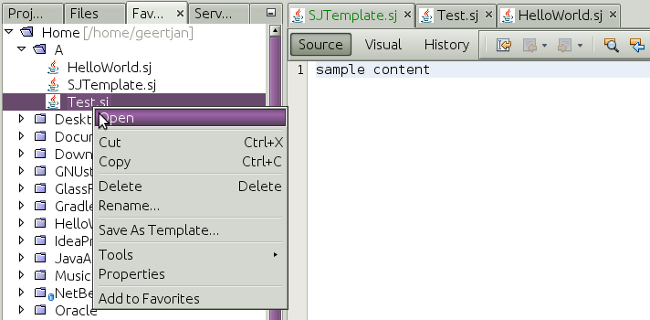 Proj...
Files
Fav...
Serv...
Home [/home/geertjan]
A
HelloWorld.sj
SJTemplate.sj
Test.sj
Deskt
Docum
Down
GNUst
GlassF
Gradle
HelloW
IdeaPr
JavaA
Music
NetBe
Oracle
Open
Cut Ctrl+X
Copy Ctrl+C
Delete Delete
Rename...
Save As Template...
Tools
Properties
Add to Favorites
SJTemplate.sj
Test.sj
HelloWorld.sj
Source Visual History
1 sample content